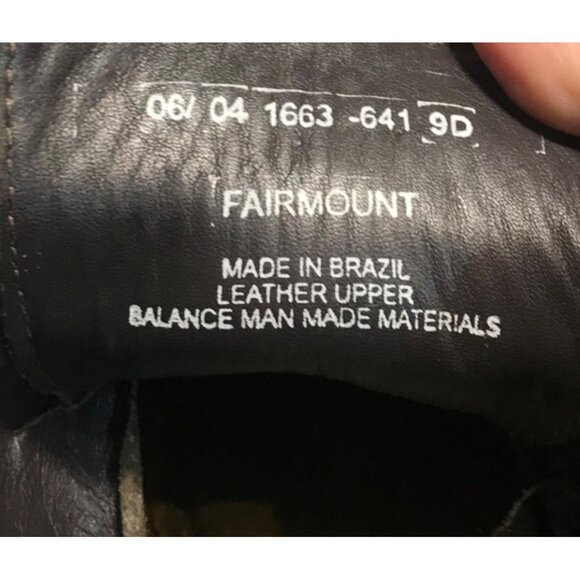 06/ 04 1663 -641 9D
FAIRMOUNT
MADE IN BRAZIL
LEATHER UPPER
BALANCE MAN MADE MATERIALS